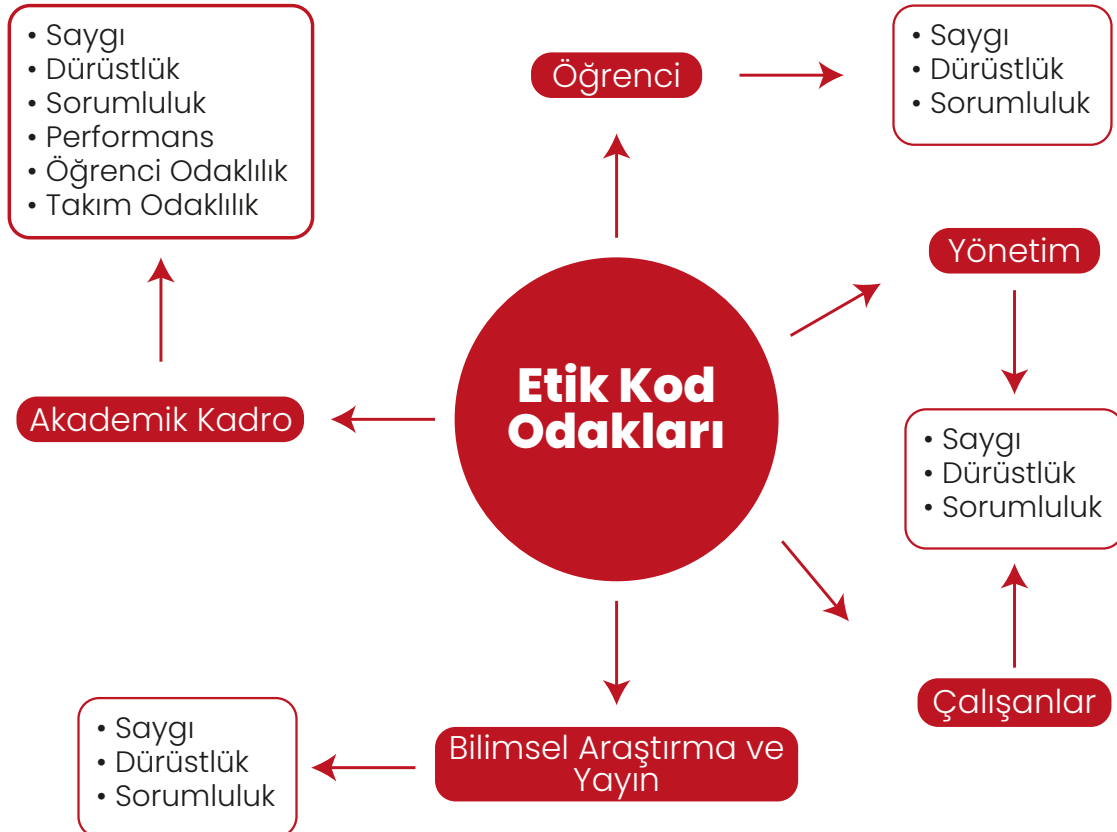 • Saygı
• Dürüstlük
• Sorumluluk
• Performans
• Öğrenci Odaklılık
• Takım Odaklılık
Öğrenci
• Saygı
• Dürüstlük
• Sorumluluk
Yönetim
Etik Kod
Odakları
Akademik Kadro
• Saygı
• Dürüstlük
• Sorumluluk
Çalışanlar
Bilimsel Araştırma ve
Yayın
• Saygı
• Dürüstlük
• Sorumluluk